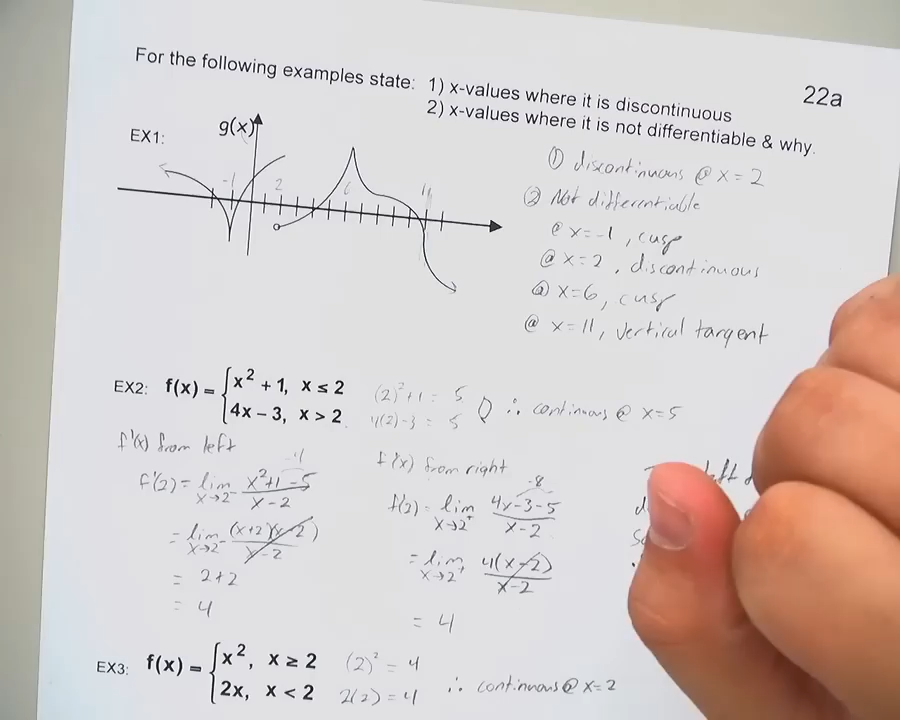 For the following examples state: 1) x-values where it is discontinuous
22a
2) x-values where it is not differentiable & why.
EX1:
g(x)
-1
2
6
11
① discontinuous @ x = 2
② Not differentiable
@ x = -1, cusp
@ x = 2, discontinuous
@ x = 6, cusp
@ x = 11, vertical targent
EX2: f(x) = { x² + 1, x ≤ 2
4x − 3, x > 2
(2)² + 1 = 5
4(2) - 3 = 5
∴ continuous @ x = 5
f'(x) from left
-4
f'(2) = lim x→2⁻ x²+1-5 / x-2
= lim x→2⁻ (x+2)(x-2) / x-2
= 2+2
= 4
f'(x) from right
-8
f'(2) = lim x→2⁺ 4x-3-5 / x-2
= lim x→2⁺ 4(x-2) / x-2
= 4
left
EX3: f(x) = { x², x ≥ 2
2x, x < 2
(2)² = 4
2(2) = 4
∴ continuous @ x = 2